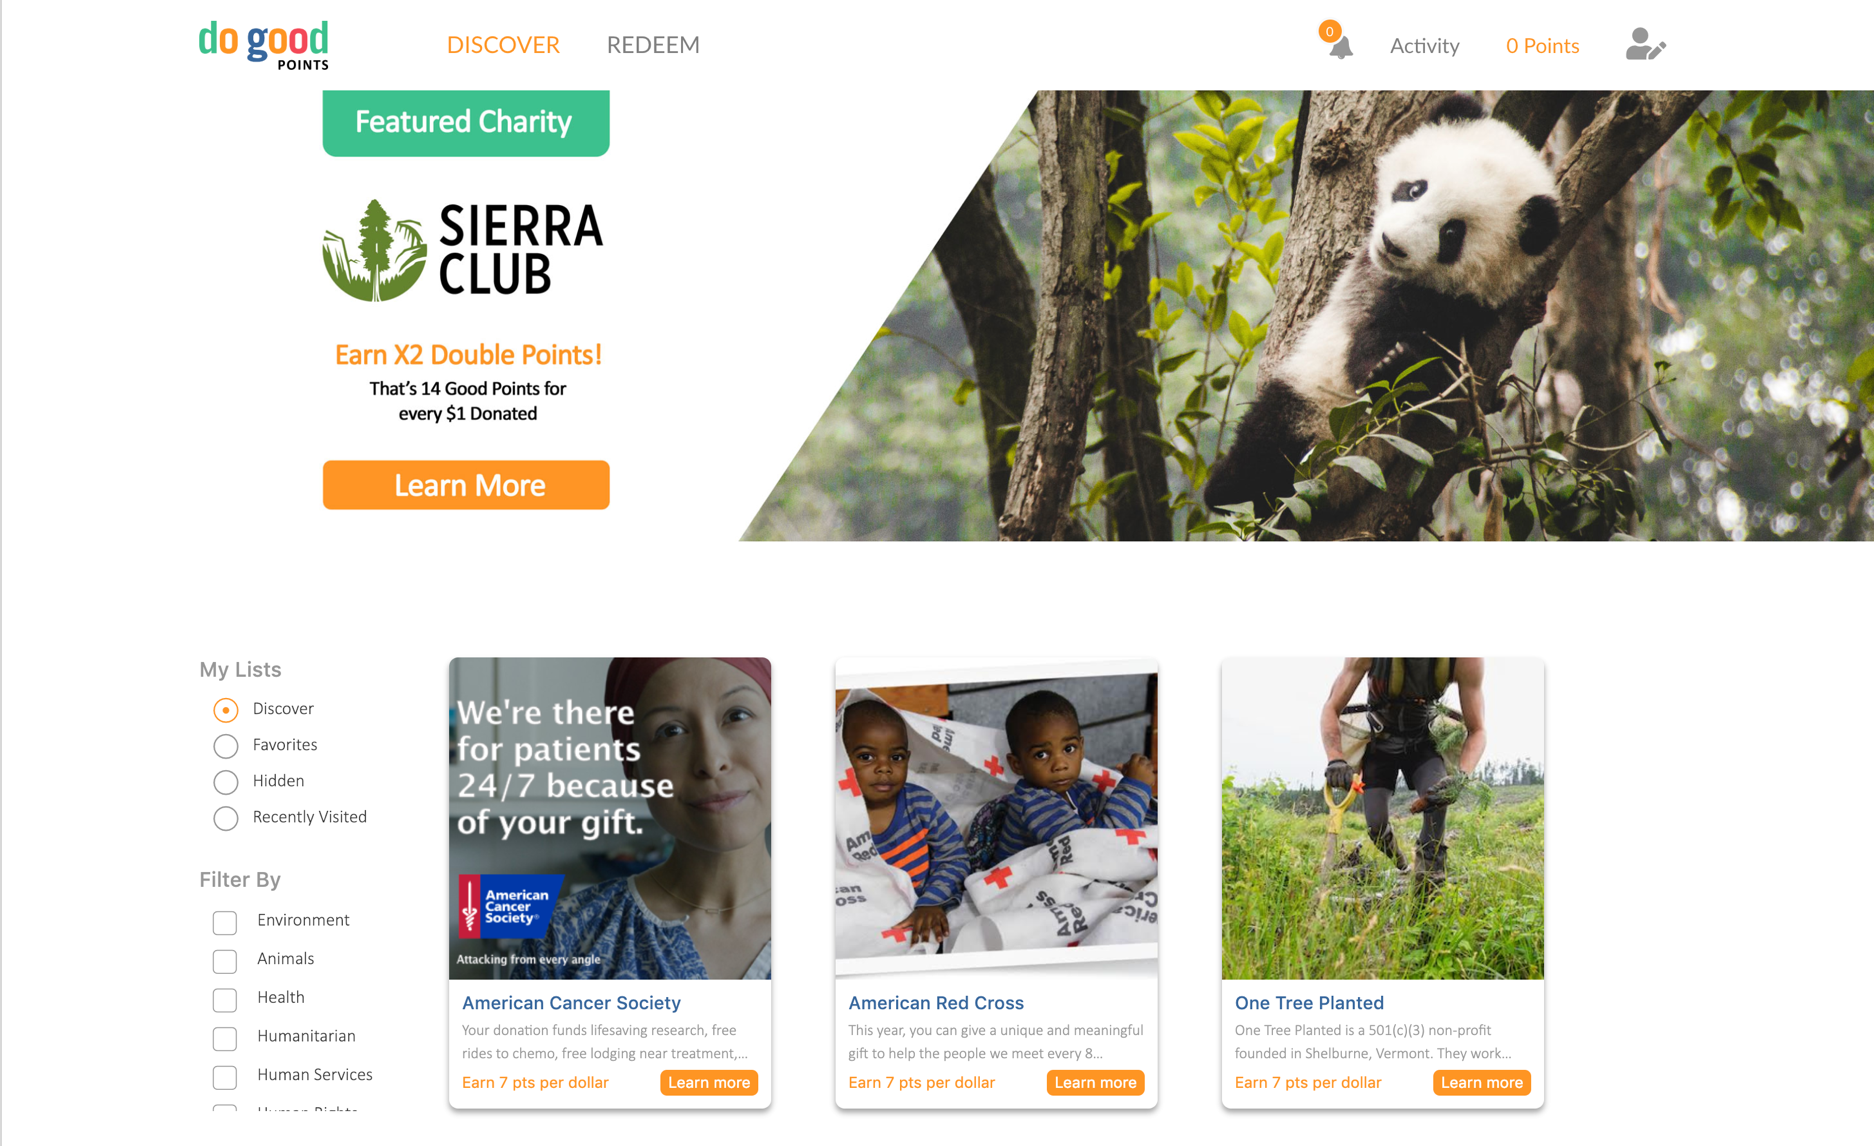 do good
POINTS
DISCOVER
REDEEM
0
Activity
0 Points
Featured Charity
SIERRA
CLUB
Earn X2 Double Points!
That's 14 Good Points for
every $1 Donated
Learn More
My Lists
Discover
Favorites
Hidden
Recently Visited
Filter By
Environment
Animals
Health
Humanitarian
Human Services
We're there
for patients
24/7 because
of your gift.
American
Cancer
Society®
Attacking from every angle
American Cancer Society
Your donation funds lifesaving research, free
rides to chemo, free lodging near treatment,...
Earn 7 pts per dollar
Learn more
American Red Cross
This year, you can give a unique and meaningful
gift to help the people we meet every 8...
Earn 7 pts per dollar
Learn more
One Tree Planted
One Tree Planted is a 501(c)(3) non-profit
founded in Shelburne, Vermont. They work...
Earn 7 pts per dollar
Learn more